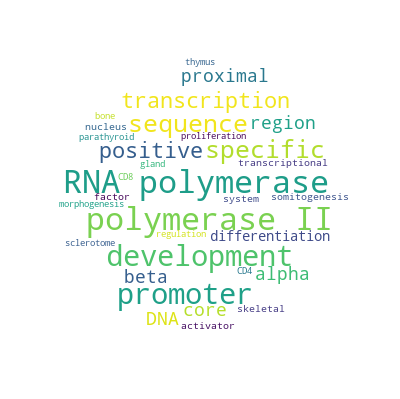 thymus
proximal
transcription
bone
sequence region
nucleus
parathyroid proliferation
positive specific
gland transcriptional
RNA CD8 polymerase
factor system somitogenesis
morphogenesis
polymerase II
regulation differentiation
sclerotome
development
beta CD4 alpha
promoter
core skeletal
DNA
activator